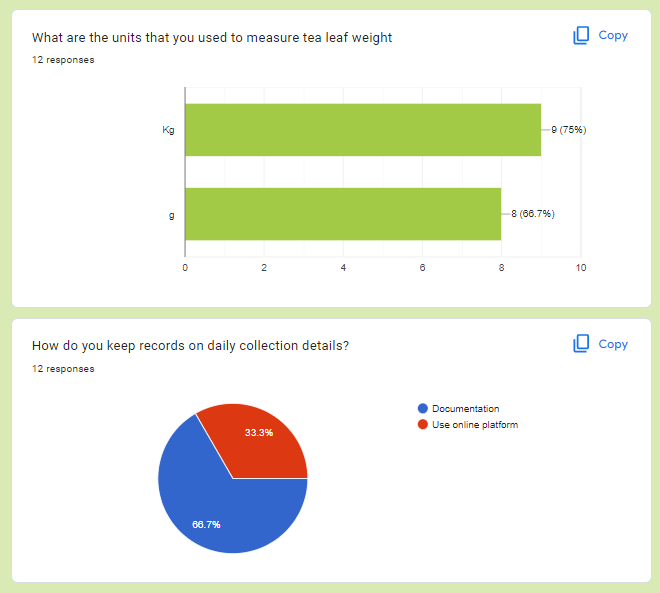 What are the units that you used to measure tea leaf weight
Copy
12 responses
Kg
9 (75%)
g
8 (66.7%)
0 2 4 6 8 10
How do you keep records on daily collection details?
Copy
12 responses
Documentation
Use online platform
33.3%
66.7%